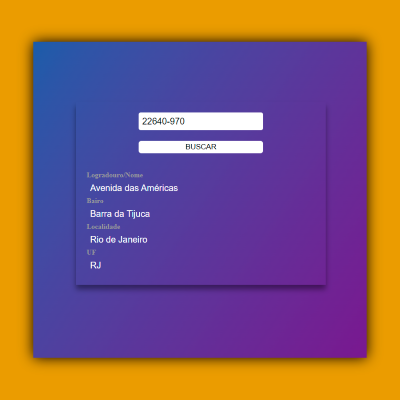 22640-970
BUSCAR
Logradouro/Nome
Avenida das Américas
Bairo
Barra da Tijuca
Localidade
Rio de Janeiro
UF
RJ